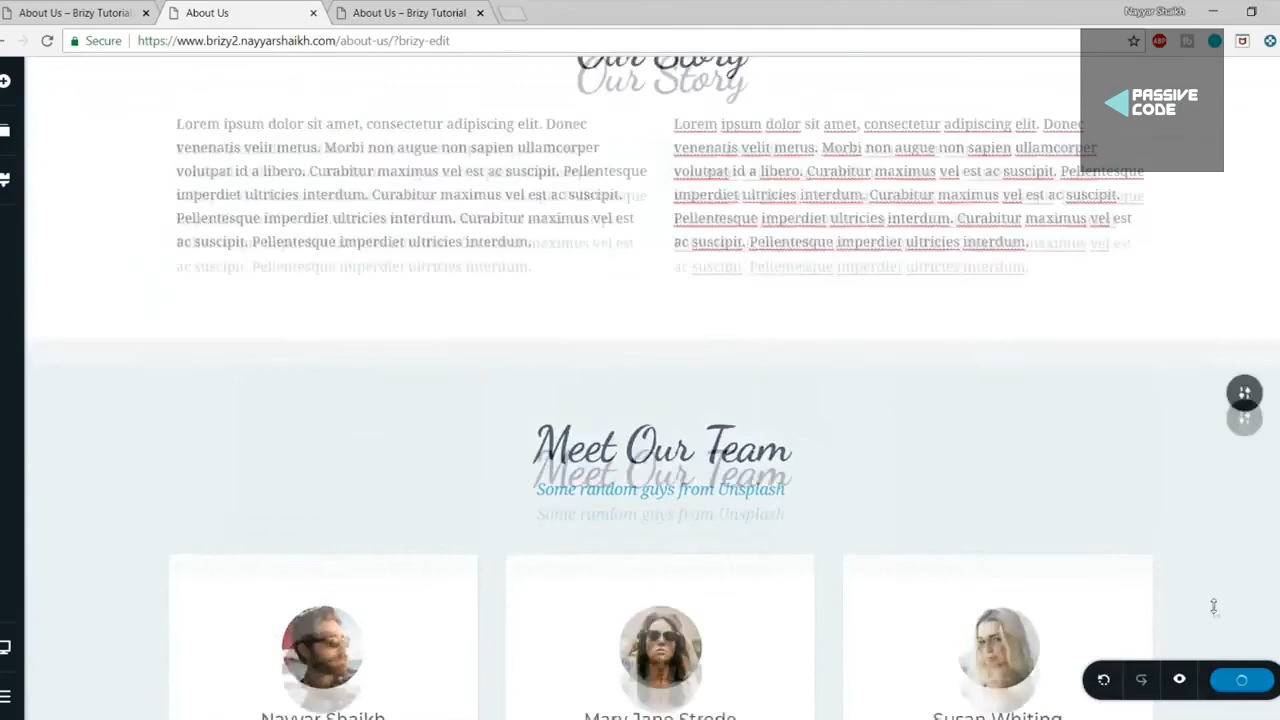 About Us – Brizy Tutorial
About Us
About Us – Brizy Tutorial
Nayyar Shaikh
Secure
https://www.brizy2.nayyarshaikh.com/about-us/?brizy-edit
PASSIVE
CODE
Our Story
Lorem ipsum dolor sit amet, consectetur adipiscing elit. Donec
venenatis velit metus. Morbi non augue non sapien ullamcorper
volutpat id a libero. Curabitur maximus vel est ac suscipit. Pellentesque
imperdiet ultricies interdum. Curabitur maximus vel est ac suscipit.
Pellentesque imperdiet ultricies interdum. Curabitur maximus vel est
ac suscipit. Pellentesque imperdiet ultricies interdum.
Lorem ipsum dolor sit amet, consectetur adipiscing elit. Donec
venenatis velit metus. Morbi non augue non sapien ullamcorper
volutpat id a libero. Curabitur maximus vel est ac suscipit. Pellentesque
imperdiet ultricies interdum. Curabitur maximus vel est ac suscipit.
Pellentesque imperdiet ultricies interdum. Curabitur maximus vel est
ac suscipit. Pellentesque imperdiet ultricies interdum.
Meet Our Team
Some random guys from Unsplash
Nayyar Shaikh
Mary Jane Strode
Susan Whiting